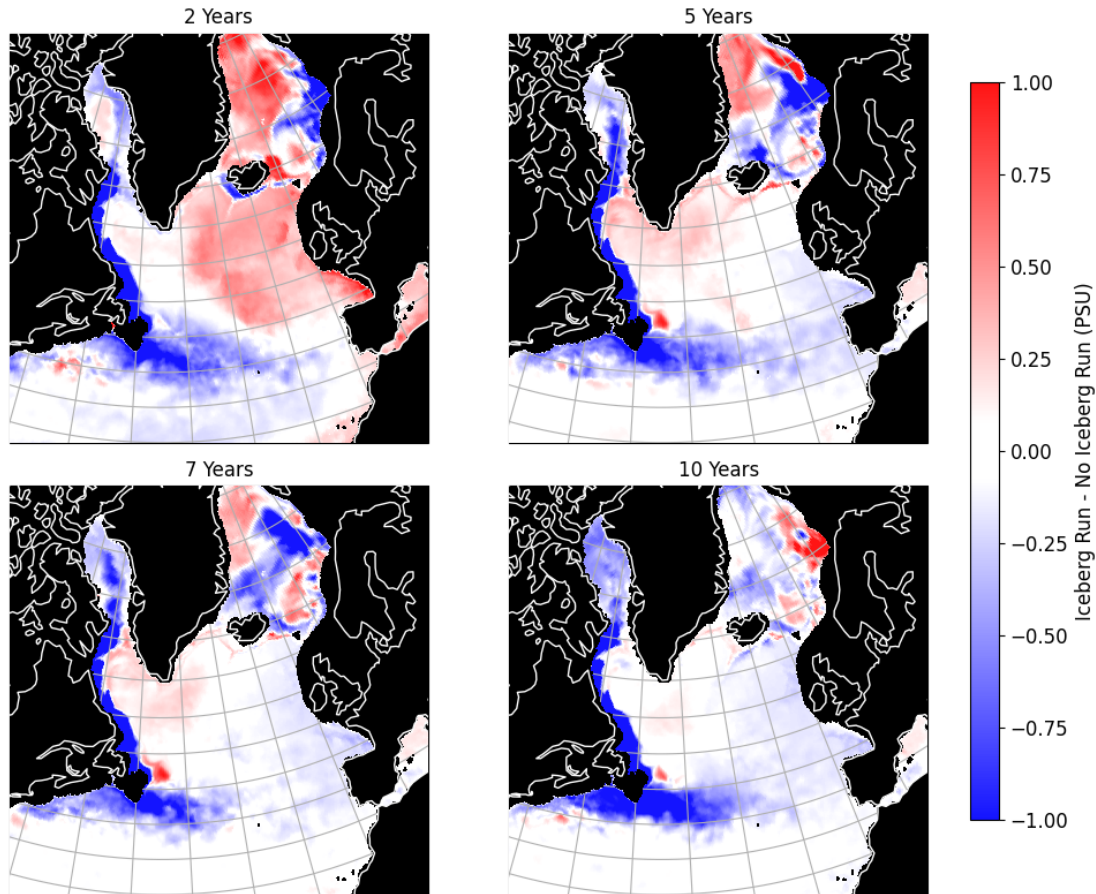 2 Years
5 Years
7 Years
10 Years
1.00
0.75
0.50
0.25
0.00
−0.25
−0.50
−0.75
−1.00
Iceberg Run - No Iceberg Run (PSU)